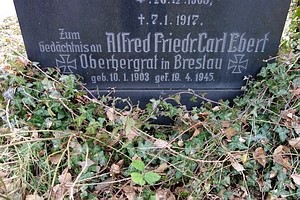 ✝7.1.1917.
Zum
Gedächtnis an Alfred Friedr. Carl Ebert
Oberbergrat in Breslau
geb. 10.1.1903 gef. 19.4.1945.